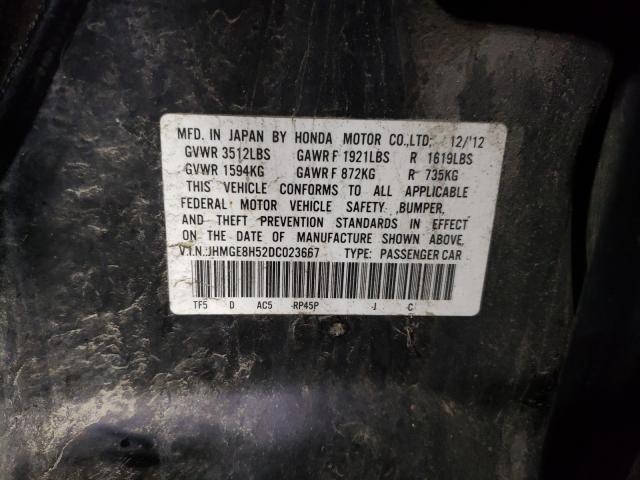 MFD. IN JAPAN BY HONDA MOTOR CO.,LTD; 12/'12
GVWR 3512LBS GAWR F 1921LBS R 1619LBS
GVWR 1594KG GAWR F 872KG R 735KG
THIS VEHICLE CONFORMS TO ALL APPLICABLE
FEDERAL MOTOR VEHICLE SAFETY ,BUMPER,
AND THEFT PREVENTION STANDARDS IN EFFECT
ON THE DATE OF MANUFACTURE SHOWN ABOVE.
V.I.N.:JHMGE8H52DC023667 TYPE: PASSENGER CAR
TF5 D AC5 -RP45P -J -C